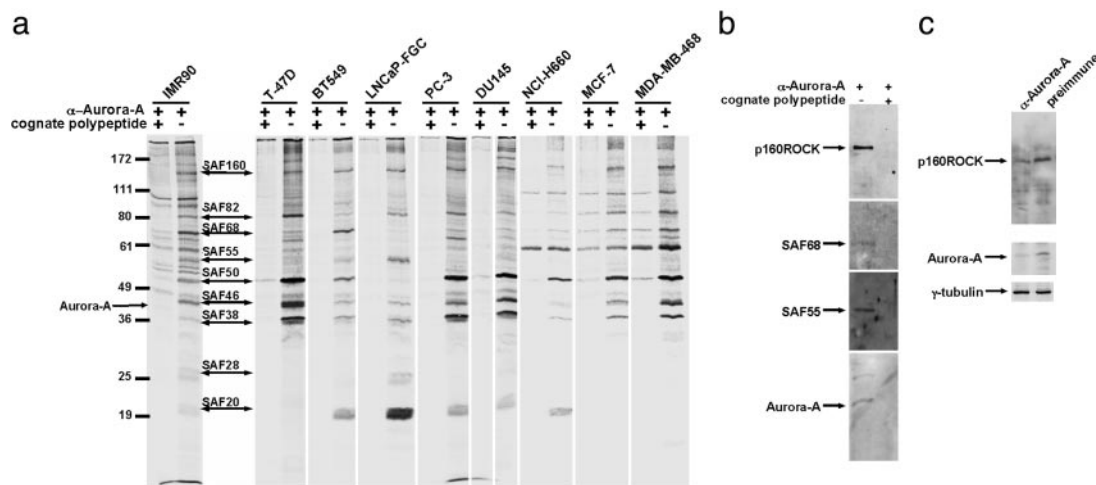 a
IMR90 T-47D BT549 LNCaP-FGC PC-3 DU145 NCI-H660 MCF-7 MDA-MB-468
α–Aurora-A + + + + + + + + + + + + + + + + + +
cognate polypeptide + - + - + - + - + - + - + - + - + -
172
111
80
61
49
36
25
19
Aurora-A
SAF160
SAF82
SAF68
SAF55
SAF50
SAF46
SAF38
SAF28
SAF20
b
α-Aurora-A + +
cognate polypeptide - +
p160ROCK
SAF68
SAF55
Aurora-A
c
α-Aurora-A preimmune
p160ROCK
Aurora-A
γ-tubulin